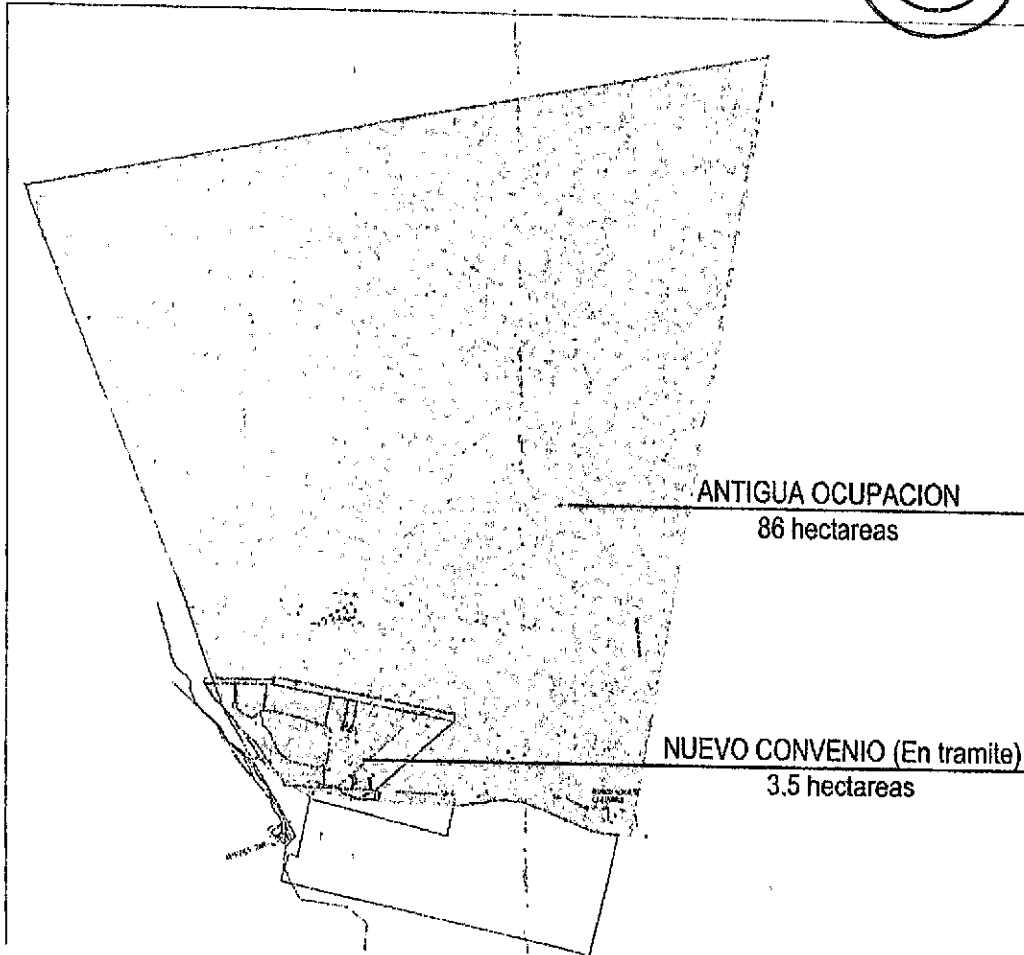 ANTIGUA OCUPACION
86 hectareas
NUEVO CONVENIO (En tramite)
3.5 hectareas